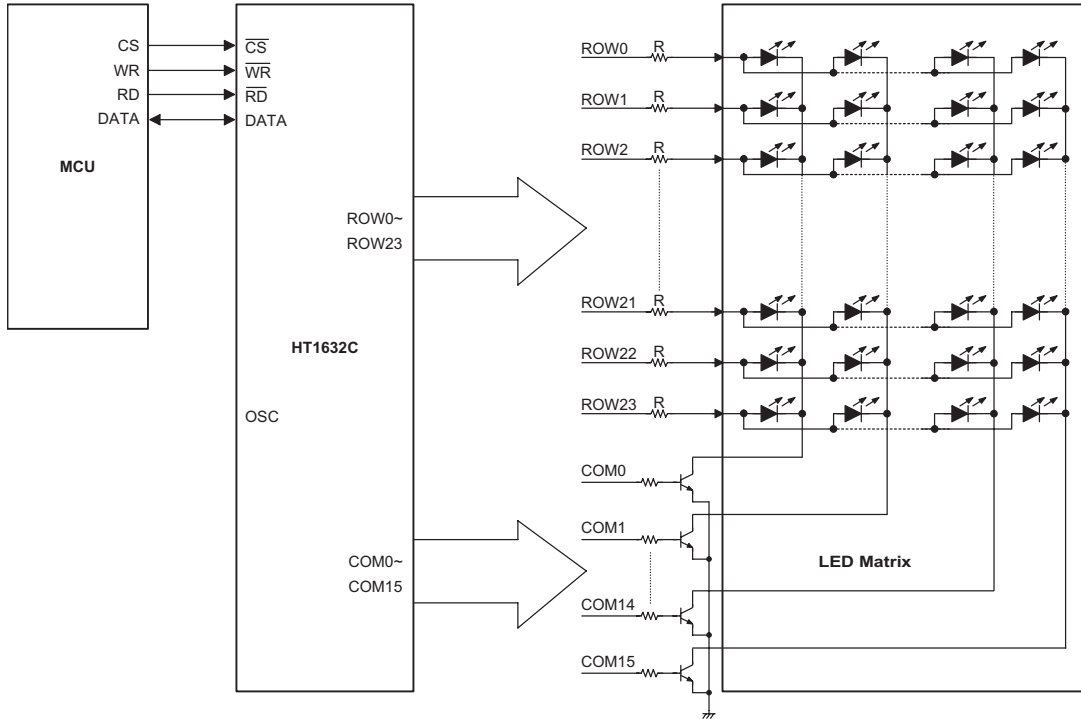 MCU
CS
WR
RD
DATA
CS
WR
RD
DATA
ROW0~
ROW23
HT1632C
OSC
COM0~
COM15
ROW0 R
ROW1 R
ROW2 R
ROW21 R
ROW22 R
ROW23 R
COM0
COM1
COM14
COM15
LED Matrix